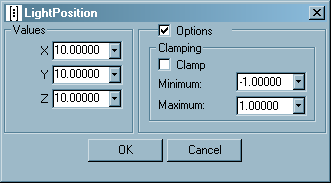 LightPosition
Values
Options
X 10.00000
Clamping
Clamp
Y 10.00000
Minimum: -1.00000
Z 10.00000
Maximum: 1.00000
OK Cancel